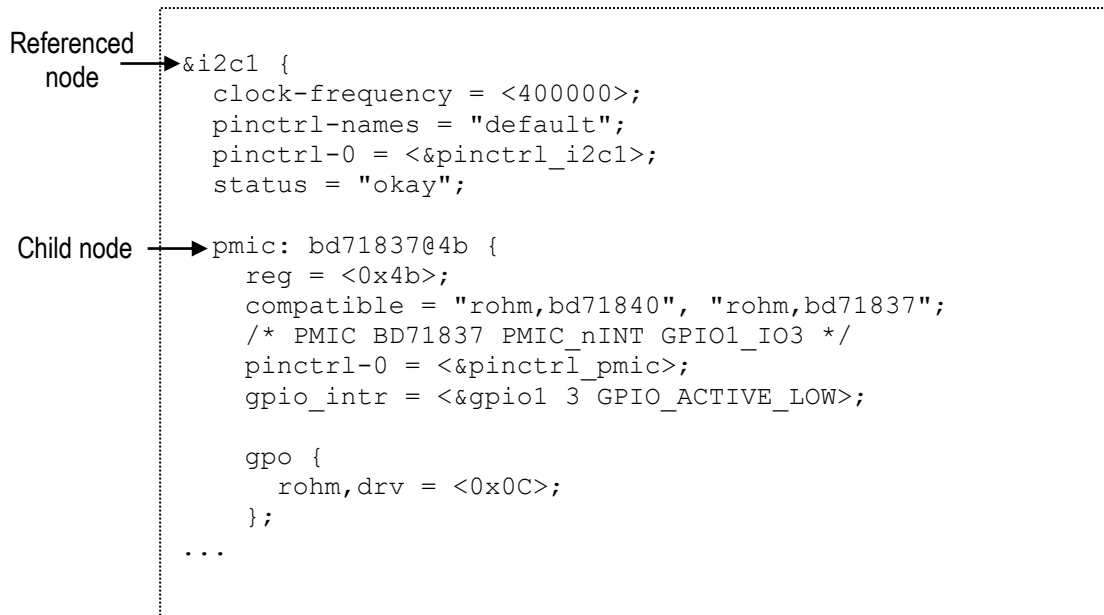 Referenced
node
&i2c1 {
clock-frequency = <400000>;
pinctrl-names = "default";
pinctrl-0 = <&pinctrl_i2c1>;
status = "okay";
Child node
pmic: bd71837@4b {
reg = <0x4b>;
compatible = "rohm,bd71840", "rohm,bd71837";
/* PMIC BD71837 PMIC_nINT GPIO1_IO3 */
pinctrl-0 = <&pinctrl_pmic>;
gpio_intr = <&gpio1 3 GPIO_ACTIVE_LOW>;
gpo {
rohm,drv = <0x0C>;
};
...